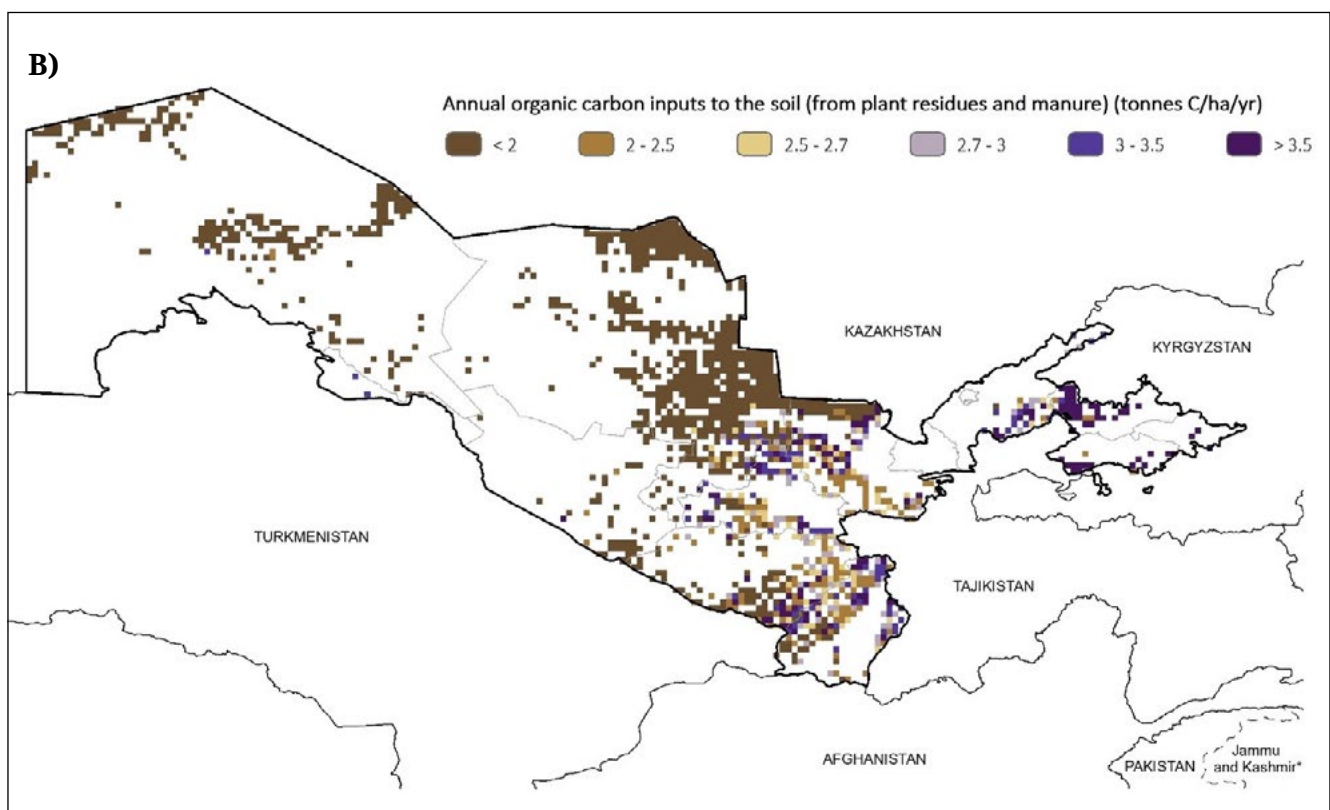 B)
Annual organic carbon inputs to the soil (from plant residues and manure) (tonnes C/ha/yr)
< 2 2 - 2.5 2.5 - 2.7 2.7 - 3 3 - 3.5 > 3.5
KAZAKHSTAN
KYRGYZSTAN
TURKMENISTAN
TAJIKISTAN
AFGHANISTAN
PAKISTAN
Jammu
and Kashmir*